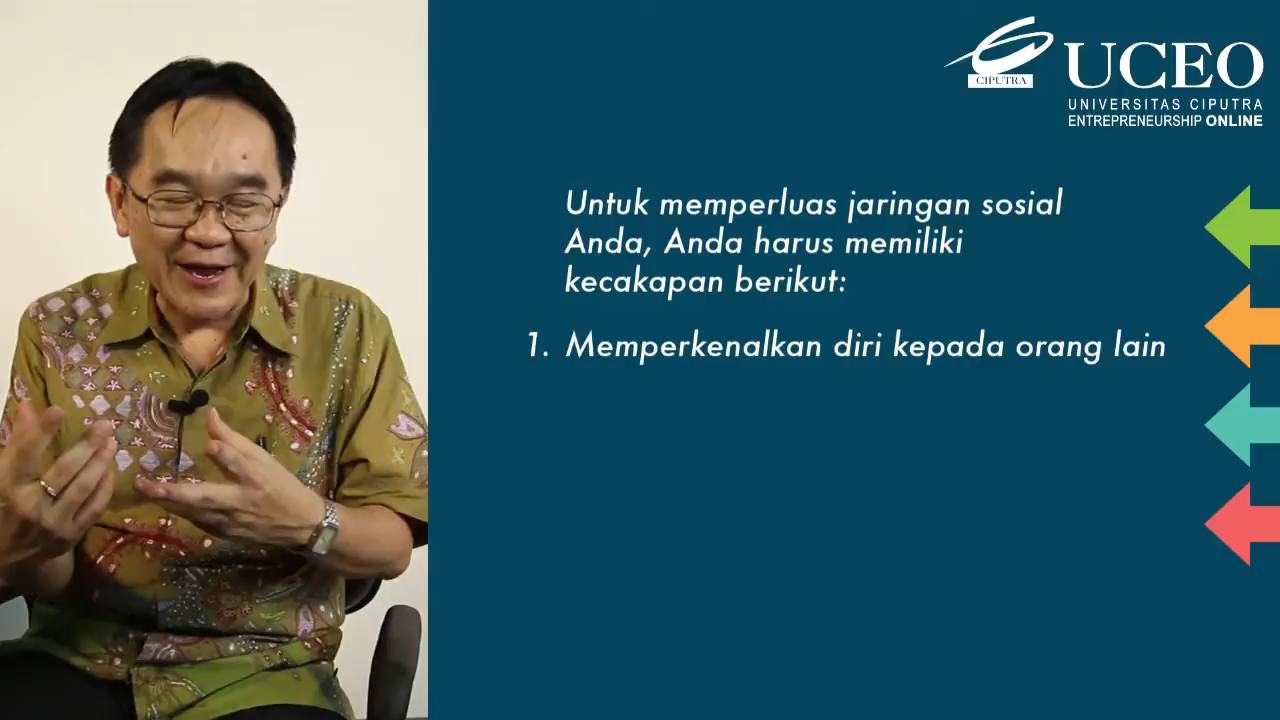 CIPUTRA
UCEO
UNIVERSITAS CIPUTRA
ENTREPRENEURSHIP ONLINE
Untuk memperluas jaringan sosial
Anda, Anda harus memiliki
kecakapan berikut:
1. Memperkenalkan diri kepada orang lain